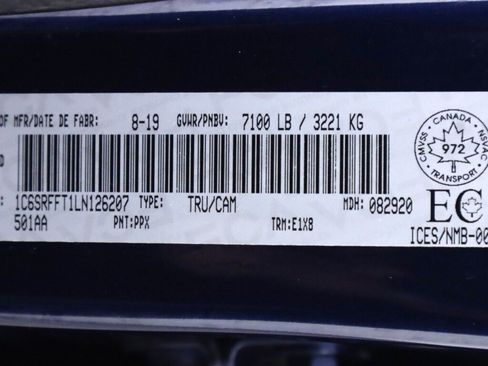 OF MFR/DATE DE FABR: 8-19 GVWR/PNBV: 7100 LB / 3221 KG
1C6SRFFT1LN126207 TYPE: TRU/CAM MDH: 082920
501AA PNT:PPX TRM:E1X8
CANADA
CMVSS NSVAC
972
TRANSPORT
EC
ICES/NMB-00